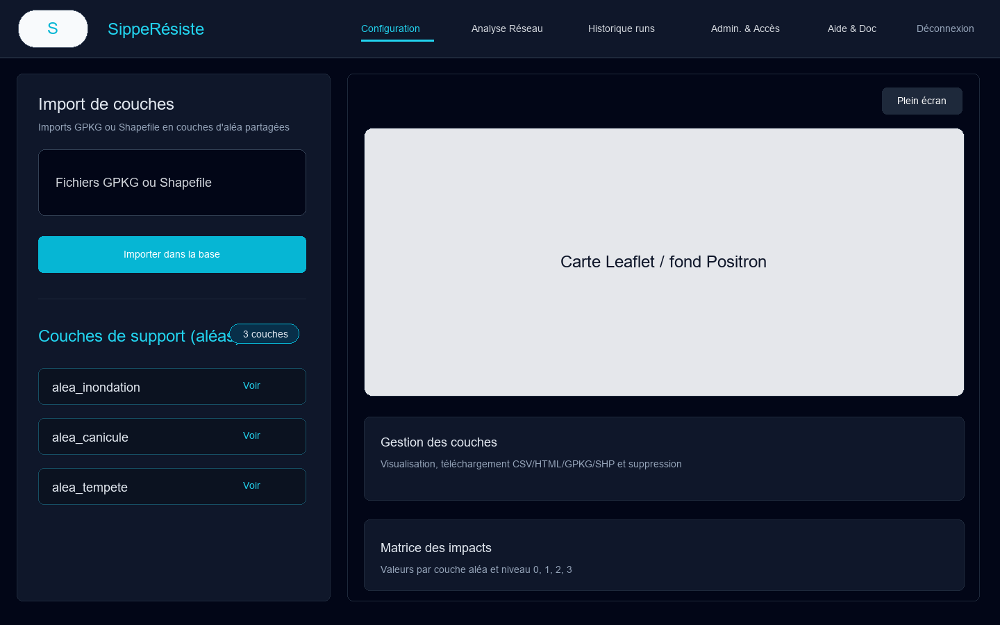 S
SippeRésiste
Configuration
Analyse Réseau
Historique runs
Admin. & Accès
Aide & Doc
Déconnexion
Import de couches
Imports GPKG ou Shapefile en couches d'aléa partagées
Fichiers GPKG ou Shapefile
Importer dans la base
Couches de support (aléas)
3 couches
alea_inondation
Voir
alea_canicule
Voir
alea_tempete
Voir
Plein écran
Carte Leaflet / fond Positron
Gestion des couches
Visualisation, téléchargement CSV/HTML/GPKG/SHP et suppression
Matrice des impacts
Valeurs par couche aléa et niveau 0, 1, 2, 3